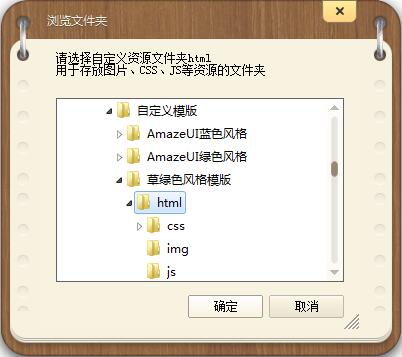 浏览文件夹
请选择自定义资源文件夹html
用于存放图片、CSS、JS等资源的文件夹
自定义模版
AmazeUI蓝色风格
AmazeUI绿色风格
草绿色风格模版
html
css
img
js
确定 取消